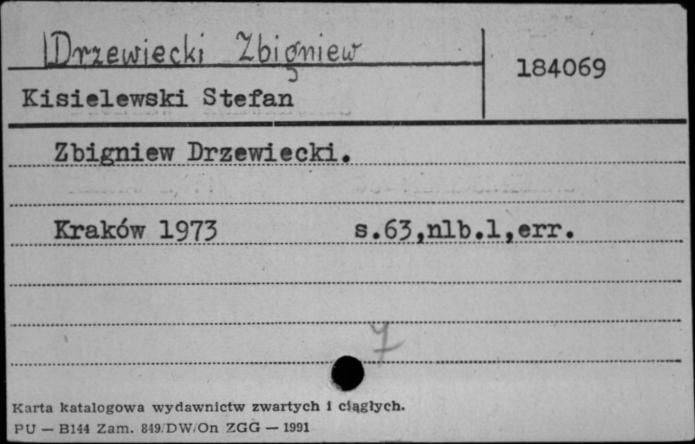 Drzewiecki Zbigniew
184069
Kisielewski Stefan
Zbigniew Drzewiecki.
Kraków 1973 s.63,nlb.1,err.
7
Karta katalogowa wydawnictw zwartych i ciągłych.
PU — B144 Zam. 849/DW/On ZGG — 1991